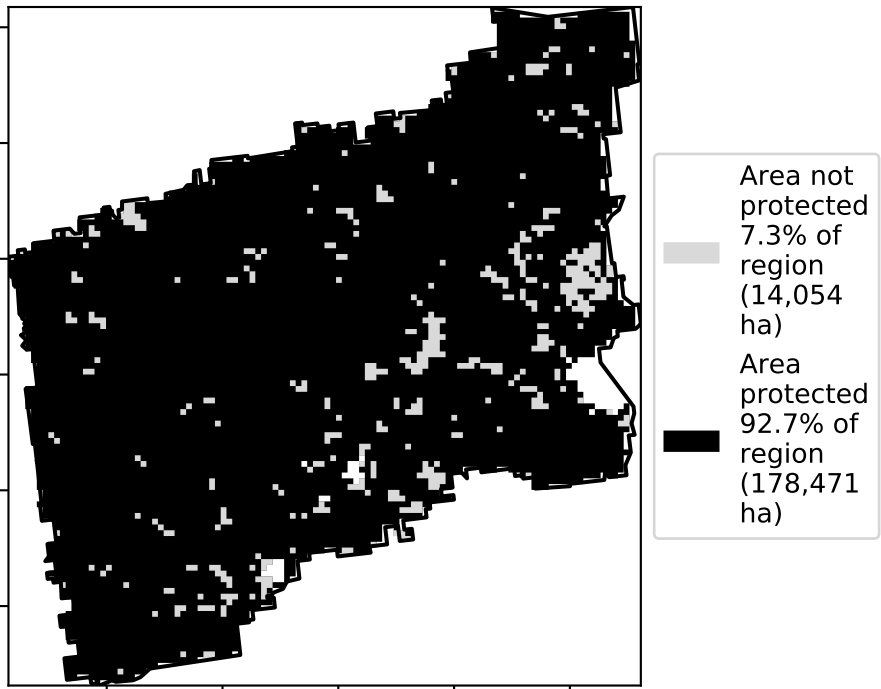 Area not
protected
7.3% of
region
(14,054
ha)
Area
protected
92.7% of
region
(178,471
ha)